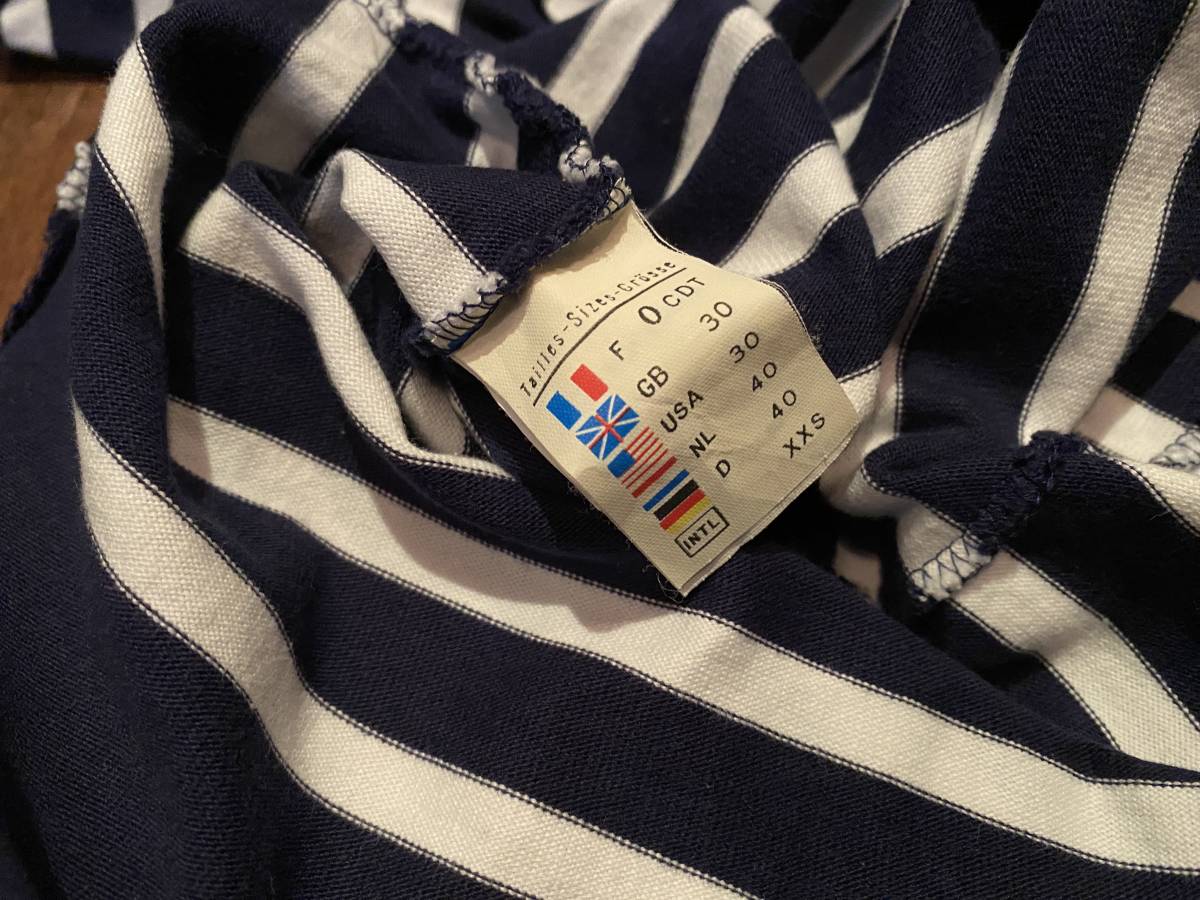 Tailles-Sizes-Grösse
F 0 CDT
GB 30
USA 30
NL 40
D 40
INTL XXS